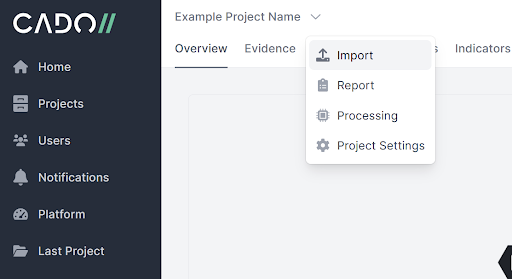 CADO//
Example Project Name
Overview
Evidence
Indicators
Import
Report
Processing
Project Settings
Home
Projects
Users
Notifications
Platform
Last Project